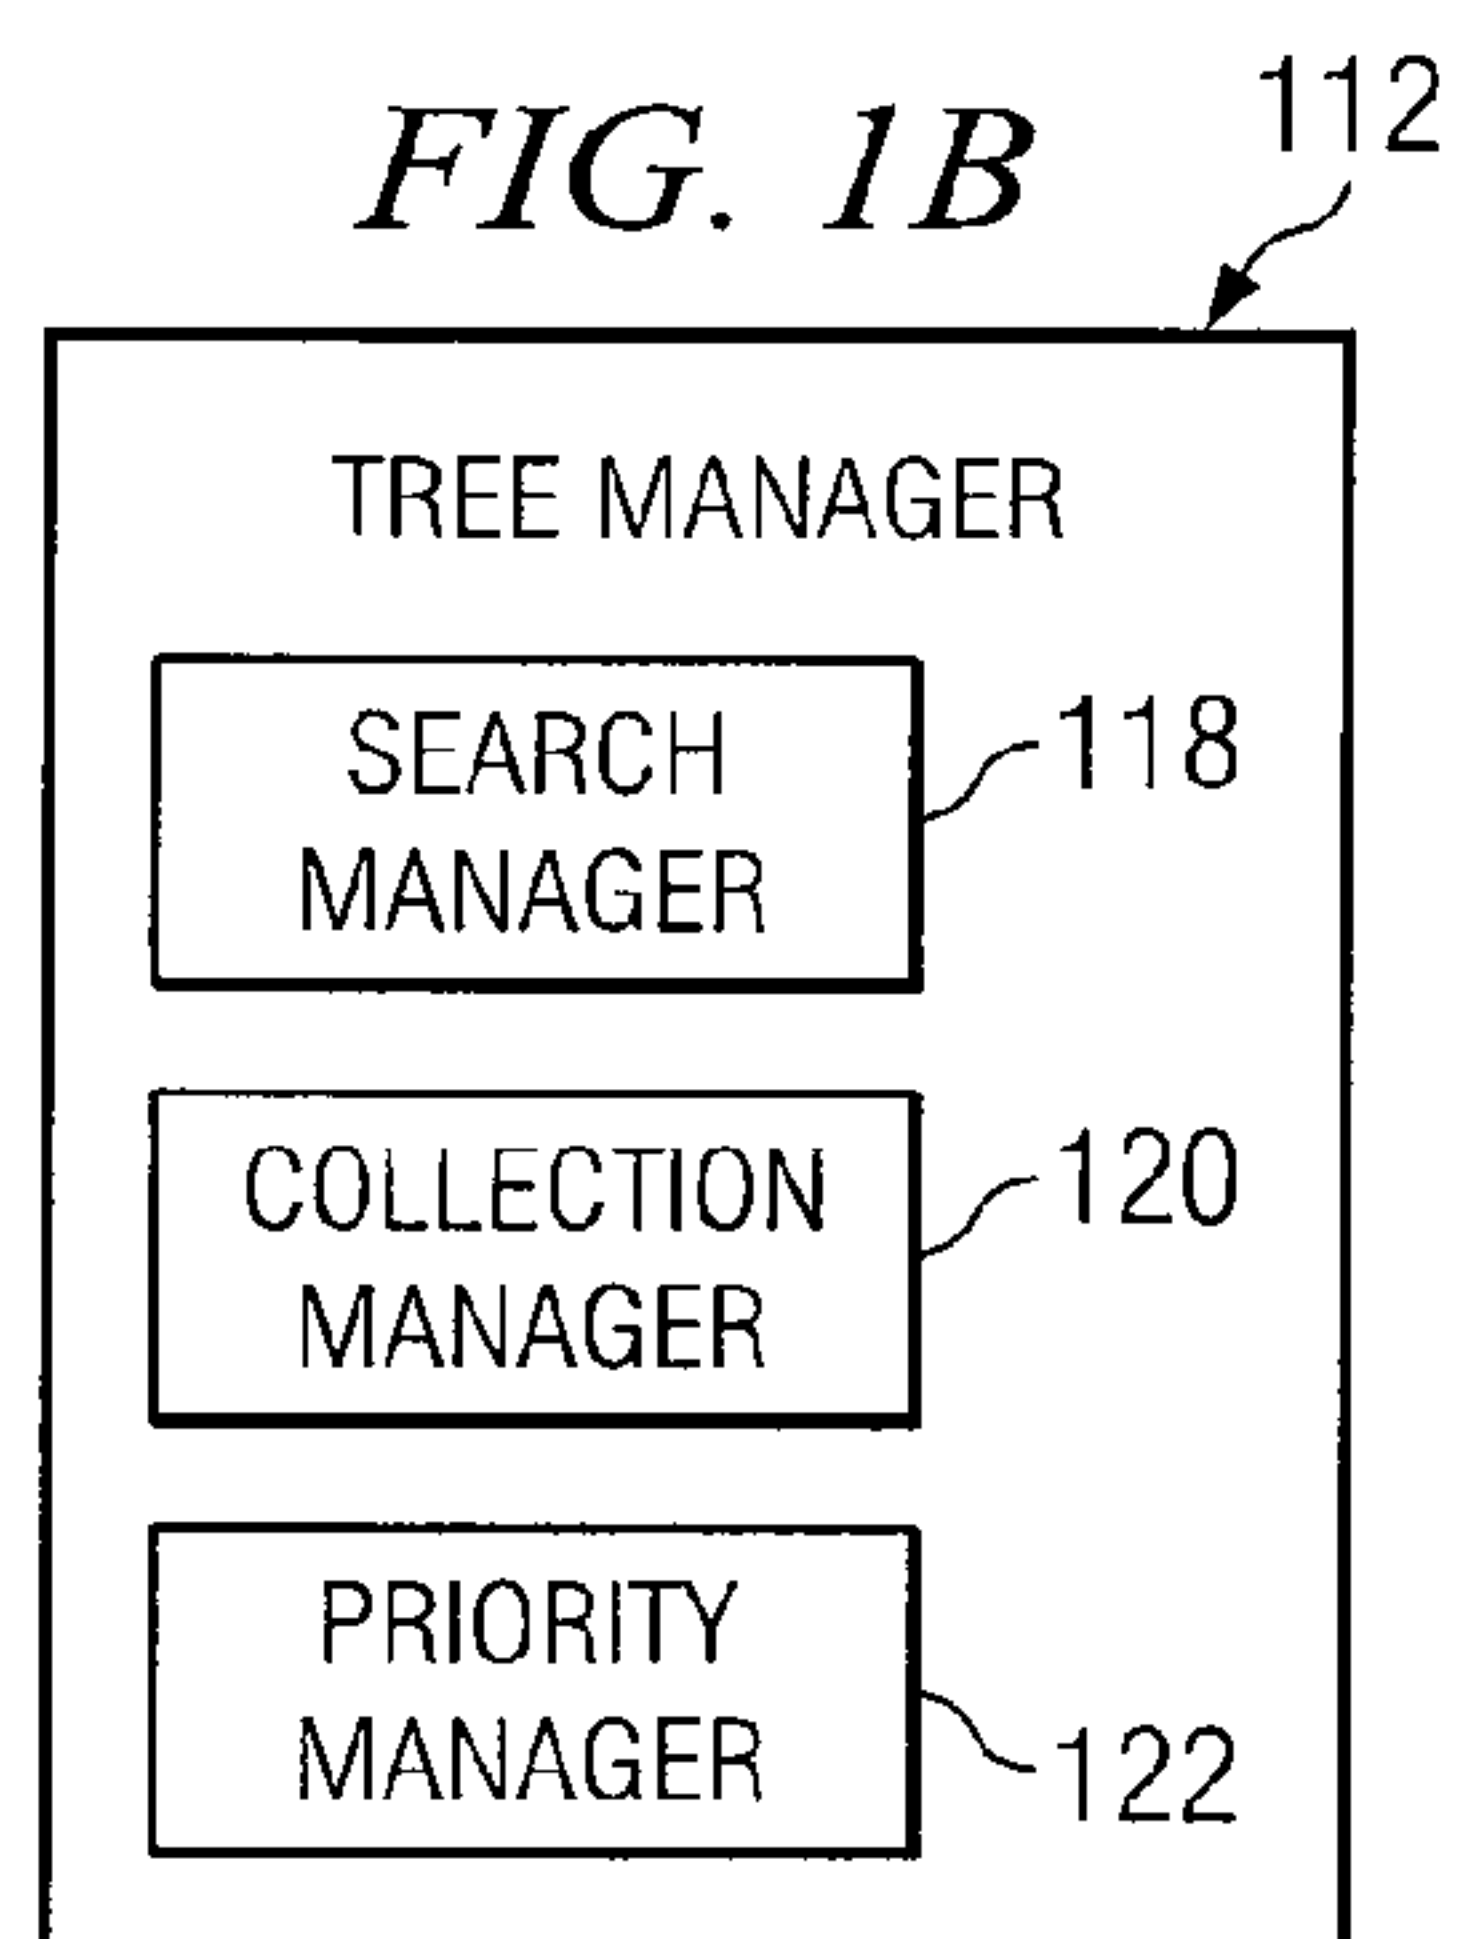 112
FIG. 1B
TREE MANAGER
SEARCH
MANAGER
118
COLLECTION
MANAGER
120
PRIORITY
MANAGER
122